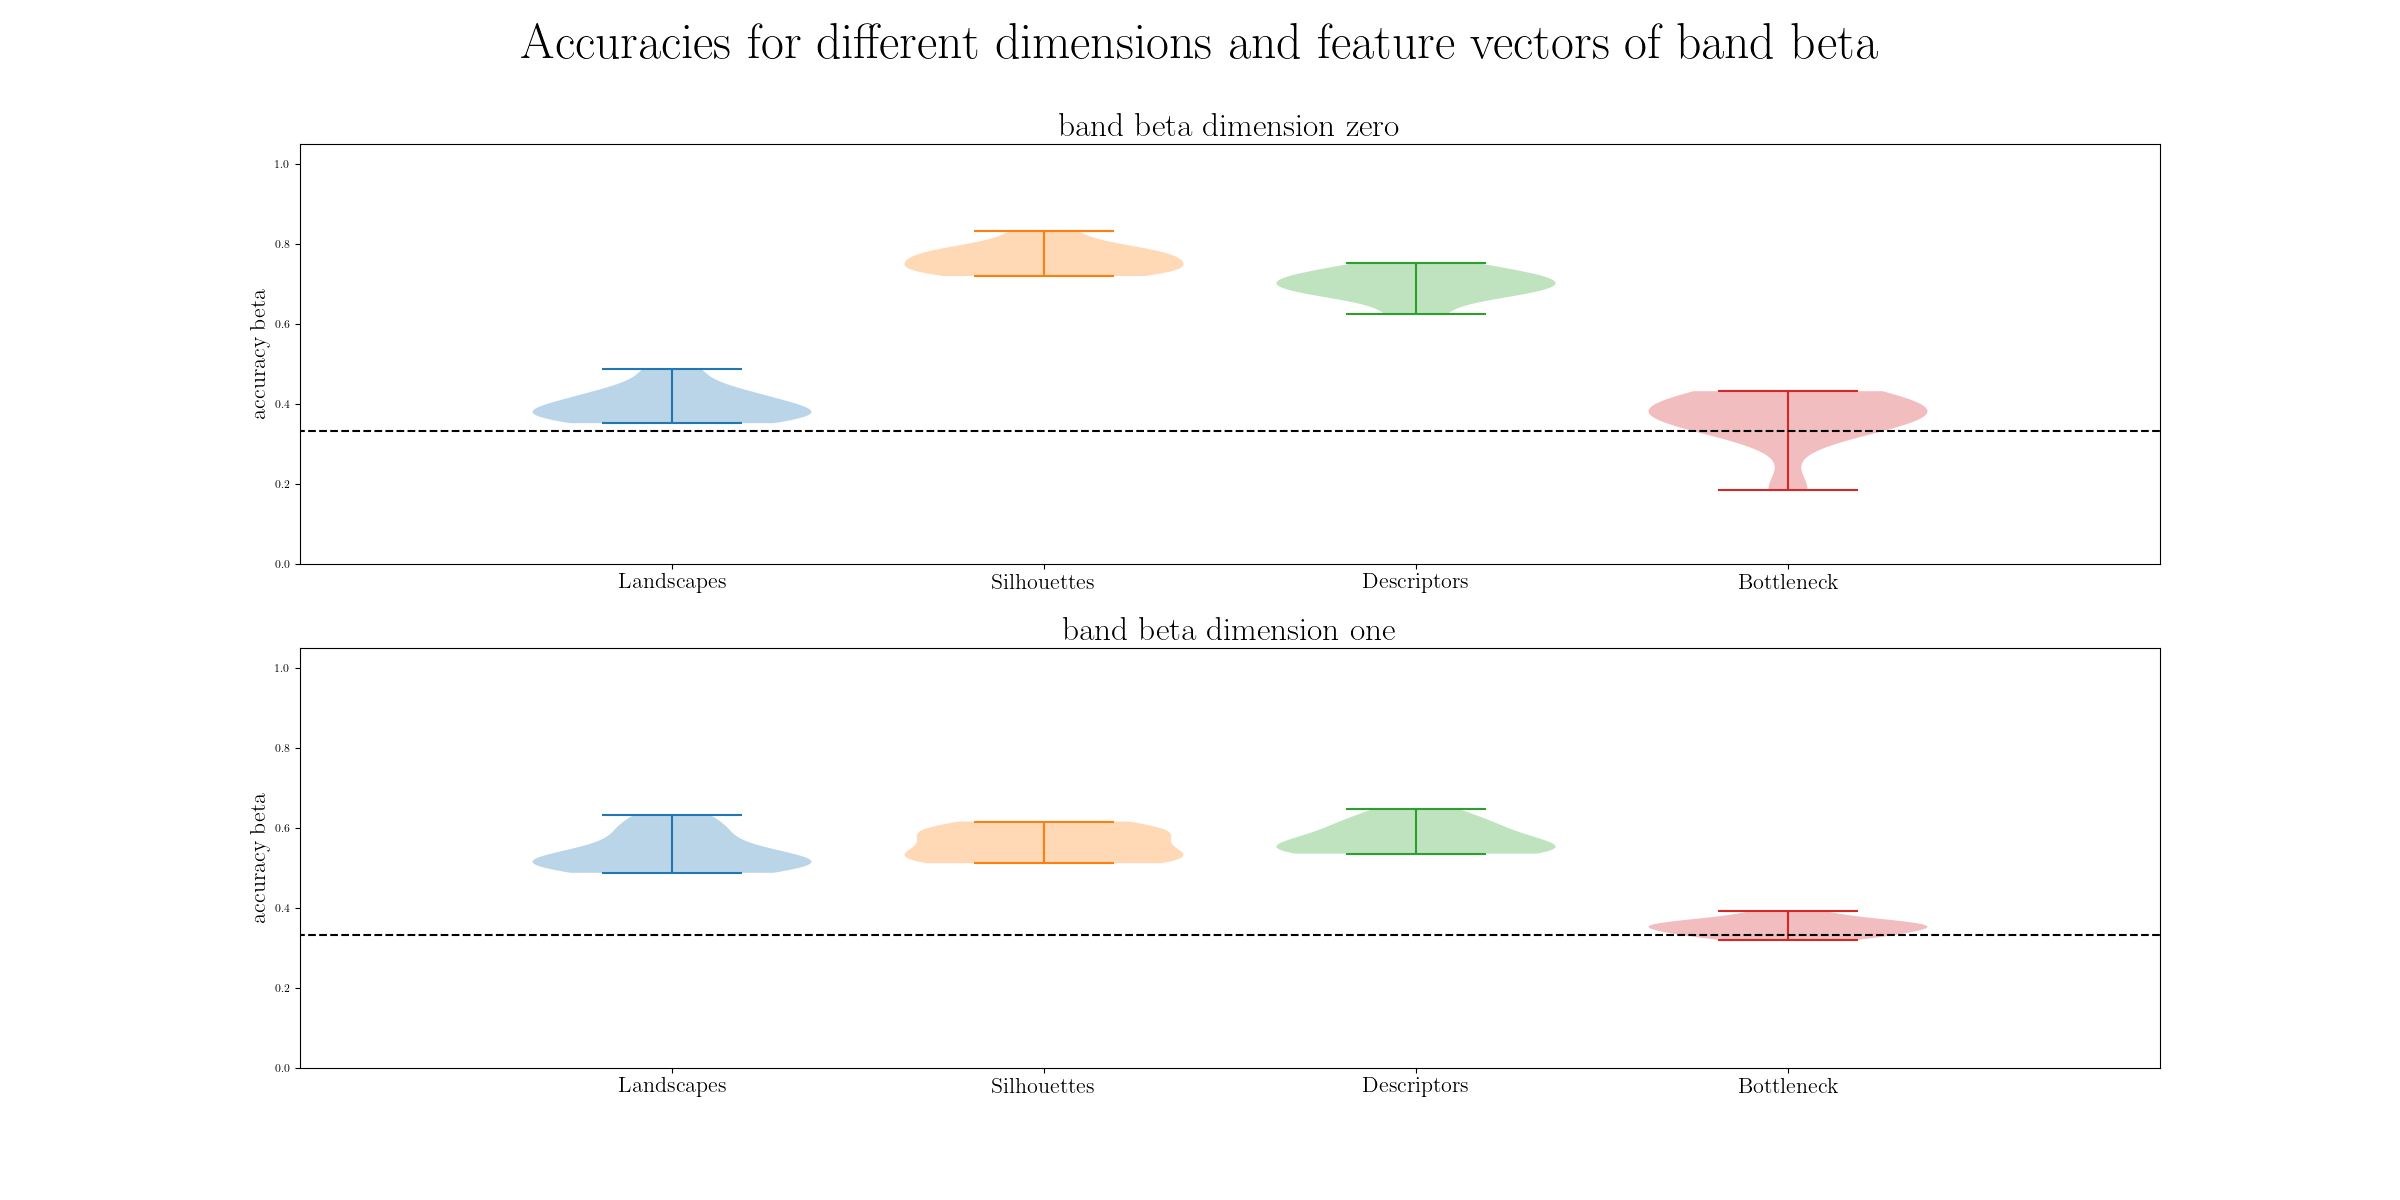 Accuracies for different dimensions and feature vectors of band beta
band beta dimension zero
1.0
0.8
0.6
0.4
0.2
0.0
accuracy beta
Landscapes Silhouettes Descriptors Bottleneck
band beta dimension one
1.0
0.8
0.6
0.4
0.2
0.0
accuracy beta
Landscapes Silhouettes Descriptors Bottleneck